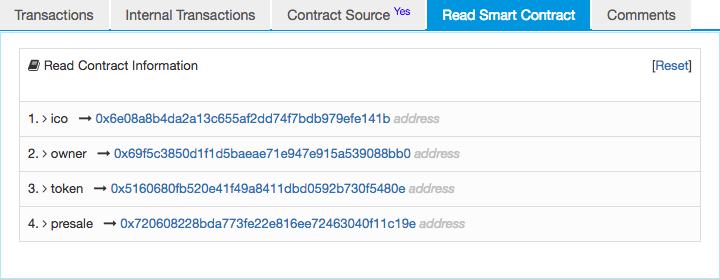 Transactions Internal Transactions Contract Source Yes Read Smart Contract Comments
Read Contract Information [Reset]
1. > ico → 0x6e08a8b4da2a13c655af2dd74f7bdb979efe141b address
2. > owner → 0x69f5c3850d1f1d5baeae71e947e915a539088bb0 address
3. > token → 0x5160680fb520e41f49a8411dbd0592b730f5480e address
4. > presale → 0x720608228bda773fe22e816ee72463040f11c19e address